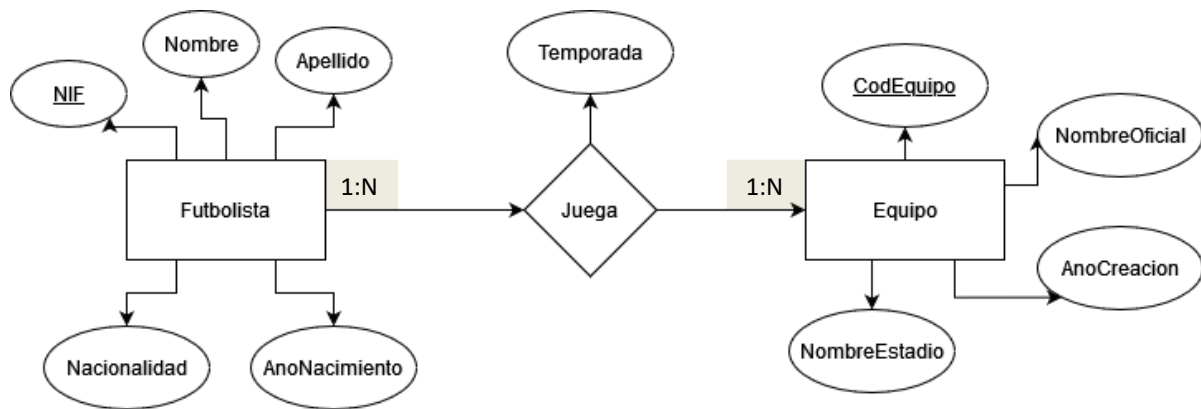 Nombre
Apellido
NIF
Temporada
CodEquipo
NombreOficial
1:N
1:N
Futbolista
Juega
Equipo
AnoCreacion
Nacionalidad
AnoNacimiento
NombreEstadio